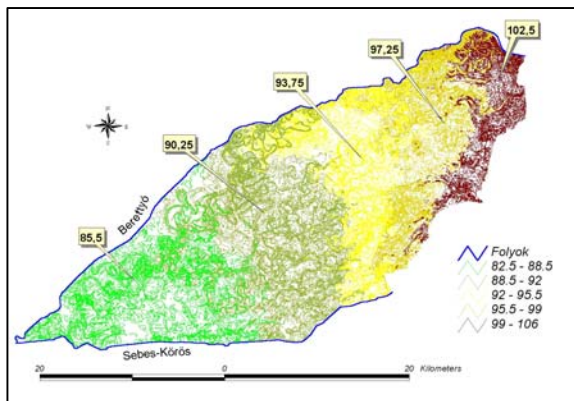 102,5
97,25
93,75
90,25
85,5
Berettyó
Sebes-Körös
Folyok
82.5 - 88.5
88.5 - 92
92 - 95.5
95.5 - 99
99 - 106
20 0 20 Kilometers